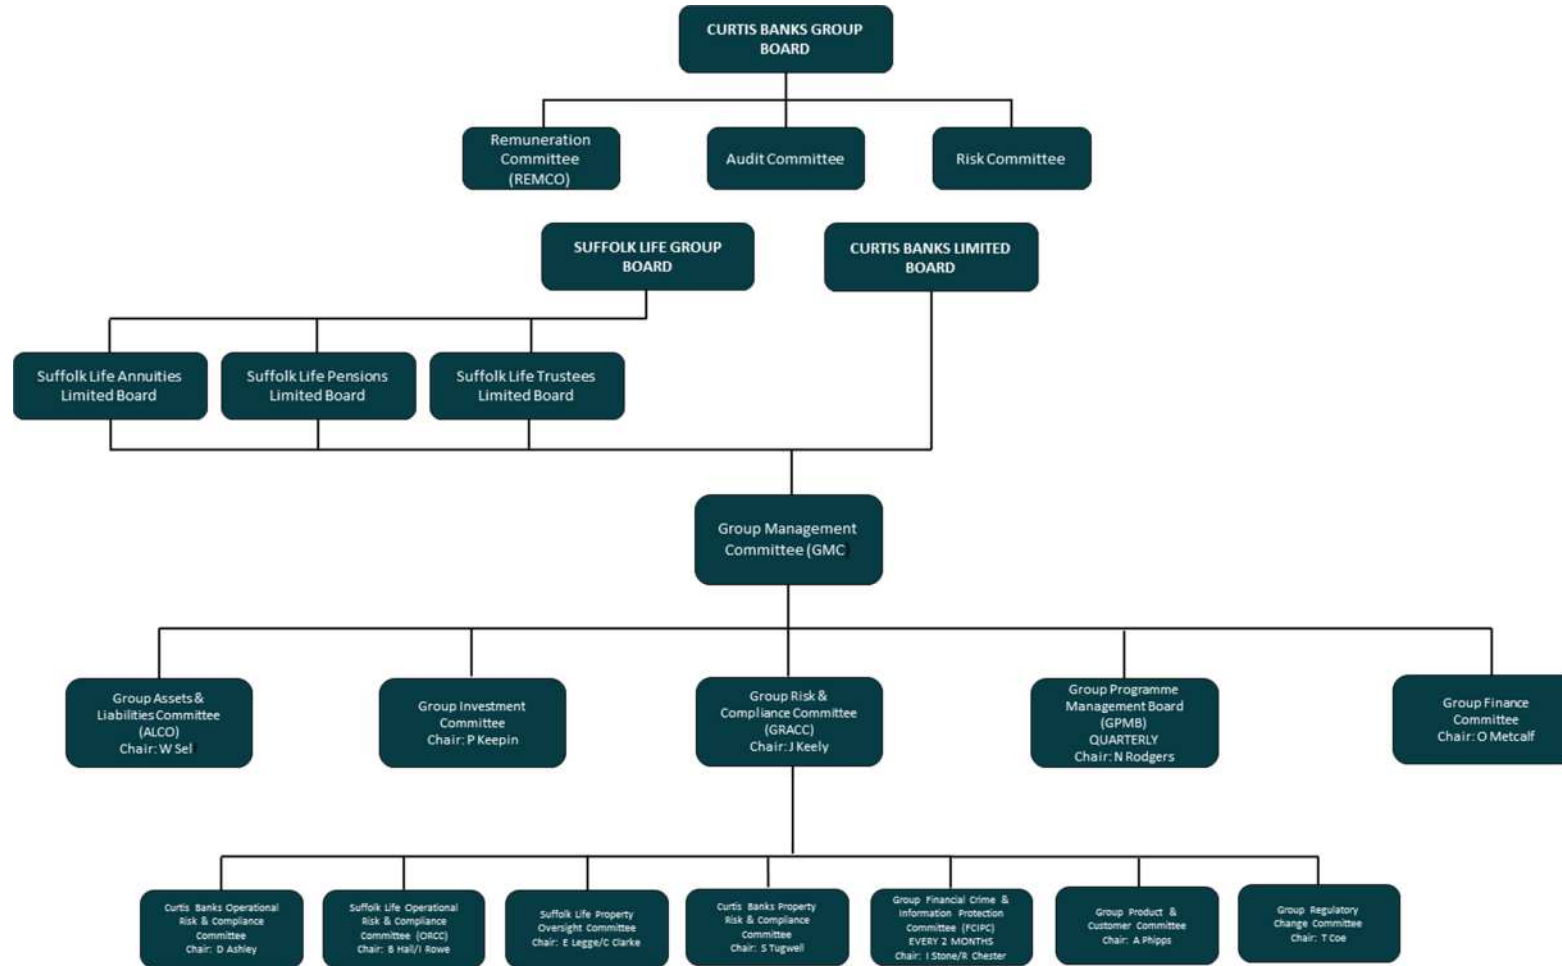 CURTIS BANKS GROUP
BOARD
Remuneration
Committee
(REMCO)
Audit Committee
Risk Committee
SUFFOLK LIFE GROUP
BOARD
CURTIS BANKS LIMITED
BOARD
Suffolk Life Annuities
Limited Board
Suffolk Life Pensions
Limited Board
Suffolk Life Trustees
Limited Board
Group Management
Committee (GMC)
Group Assets &
Liabilities Committee
(ALCO)
Chair: W Self
Group Investment
Committee
Chair: P Keepin
Group Risk &
Compliance Committee
(GRACC)
Chair: J Keely
Group Programme
Management Board
(GPMB)
QUARTERLY
Chair: N Rodgers
Group Finance
Committee
Chair: O Metcalf
Curtis Banks Operational
Risk & Compliance
Committee
Chair: D Ashley
Suffolk Life Operational
Risk & Compliance
Committee (ORCC)
Chair: B Hall/I Rowe
Suffolk Life Property
Oversight Committee
Chair: E Legge/C Clarke
Curtis Banks Property
Risk & Compliance
Committee
Chair: S Tugwell
Group Financial Crime &
Information Protection
Committee (FCIPC)
EVERY 2 MONTHS
Chair: I Stone/R Chester
Group Product &
Customer Committee
Chair: A Phipps
Group Regulatory
Change Committee
Chair: T Coe